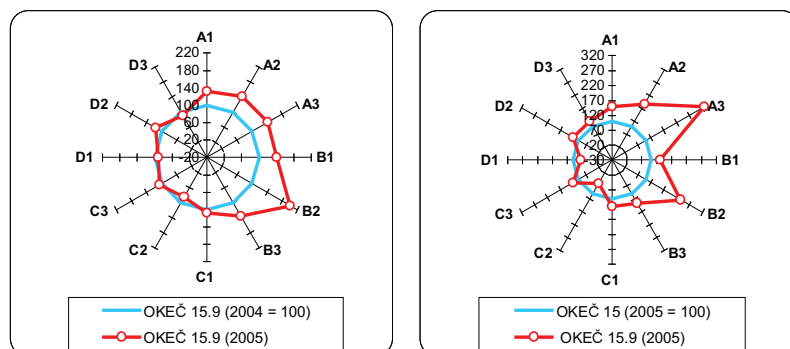 A1
220
180
140
100
60
20
-20
A2
A3
B1
B2
B3
C1
C2
C3
D1
D2
D3
OKEČ 15.9 (2004 = 100)
OKEČ 15.9 (2005)
A1
320
270
220
170
120
70
20
-30
A2
A3
B1
B2
B3
C1
C2
C3
D1
D2
D3
OKEČ 15 (2005 = 100)
OKEČ 15.9 (2005)